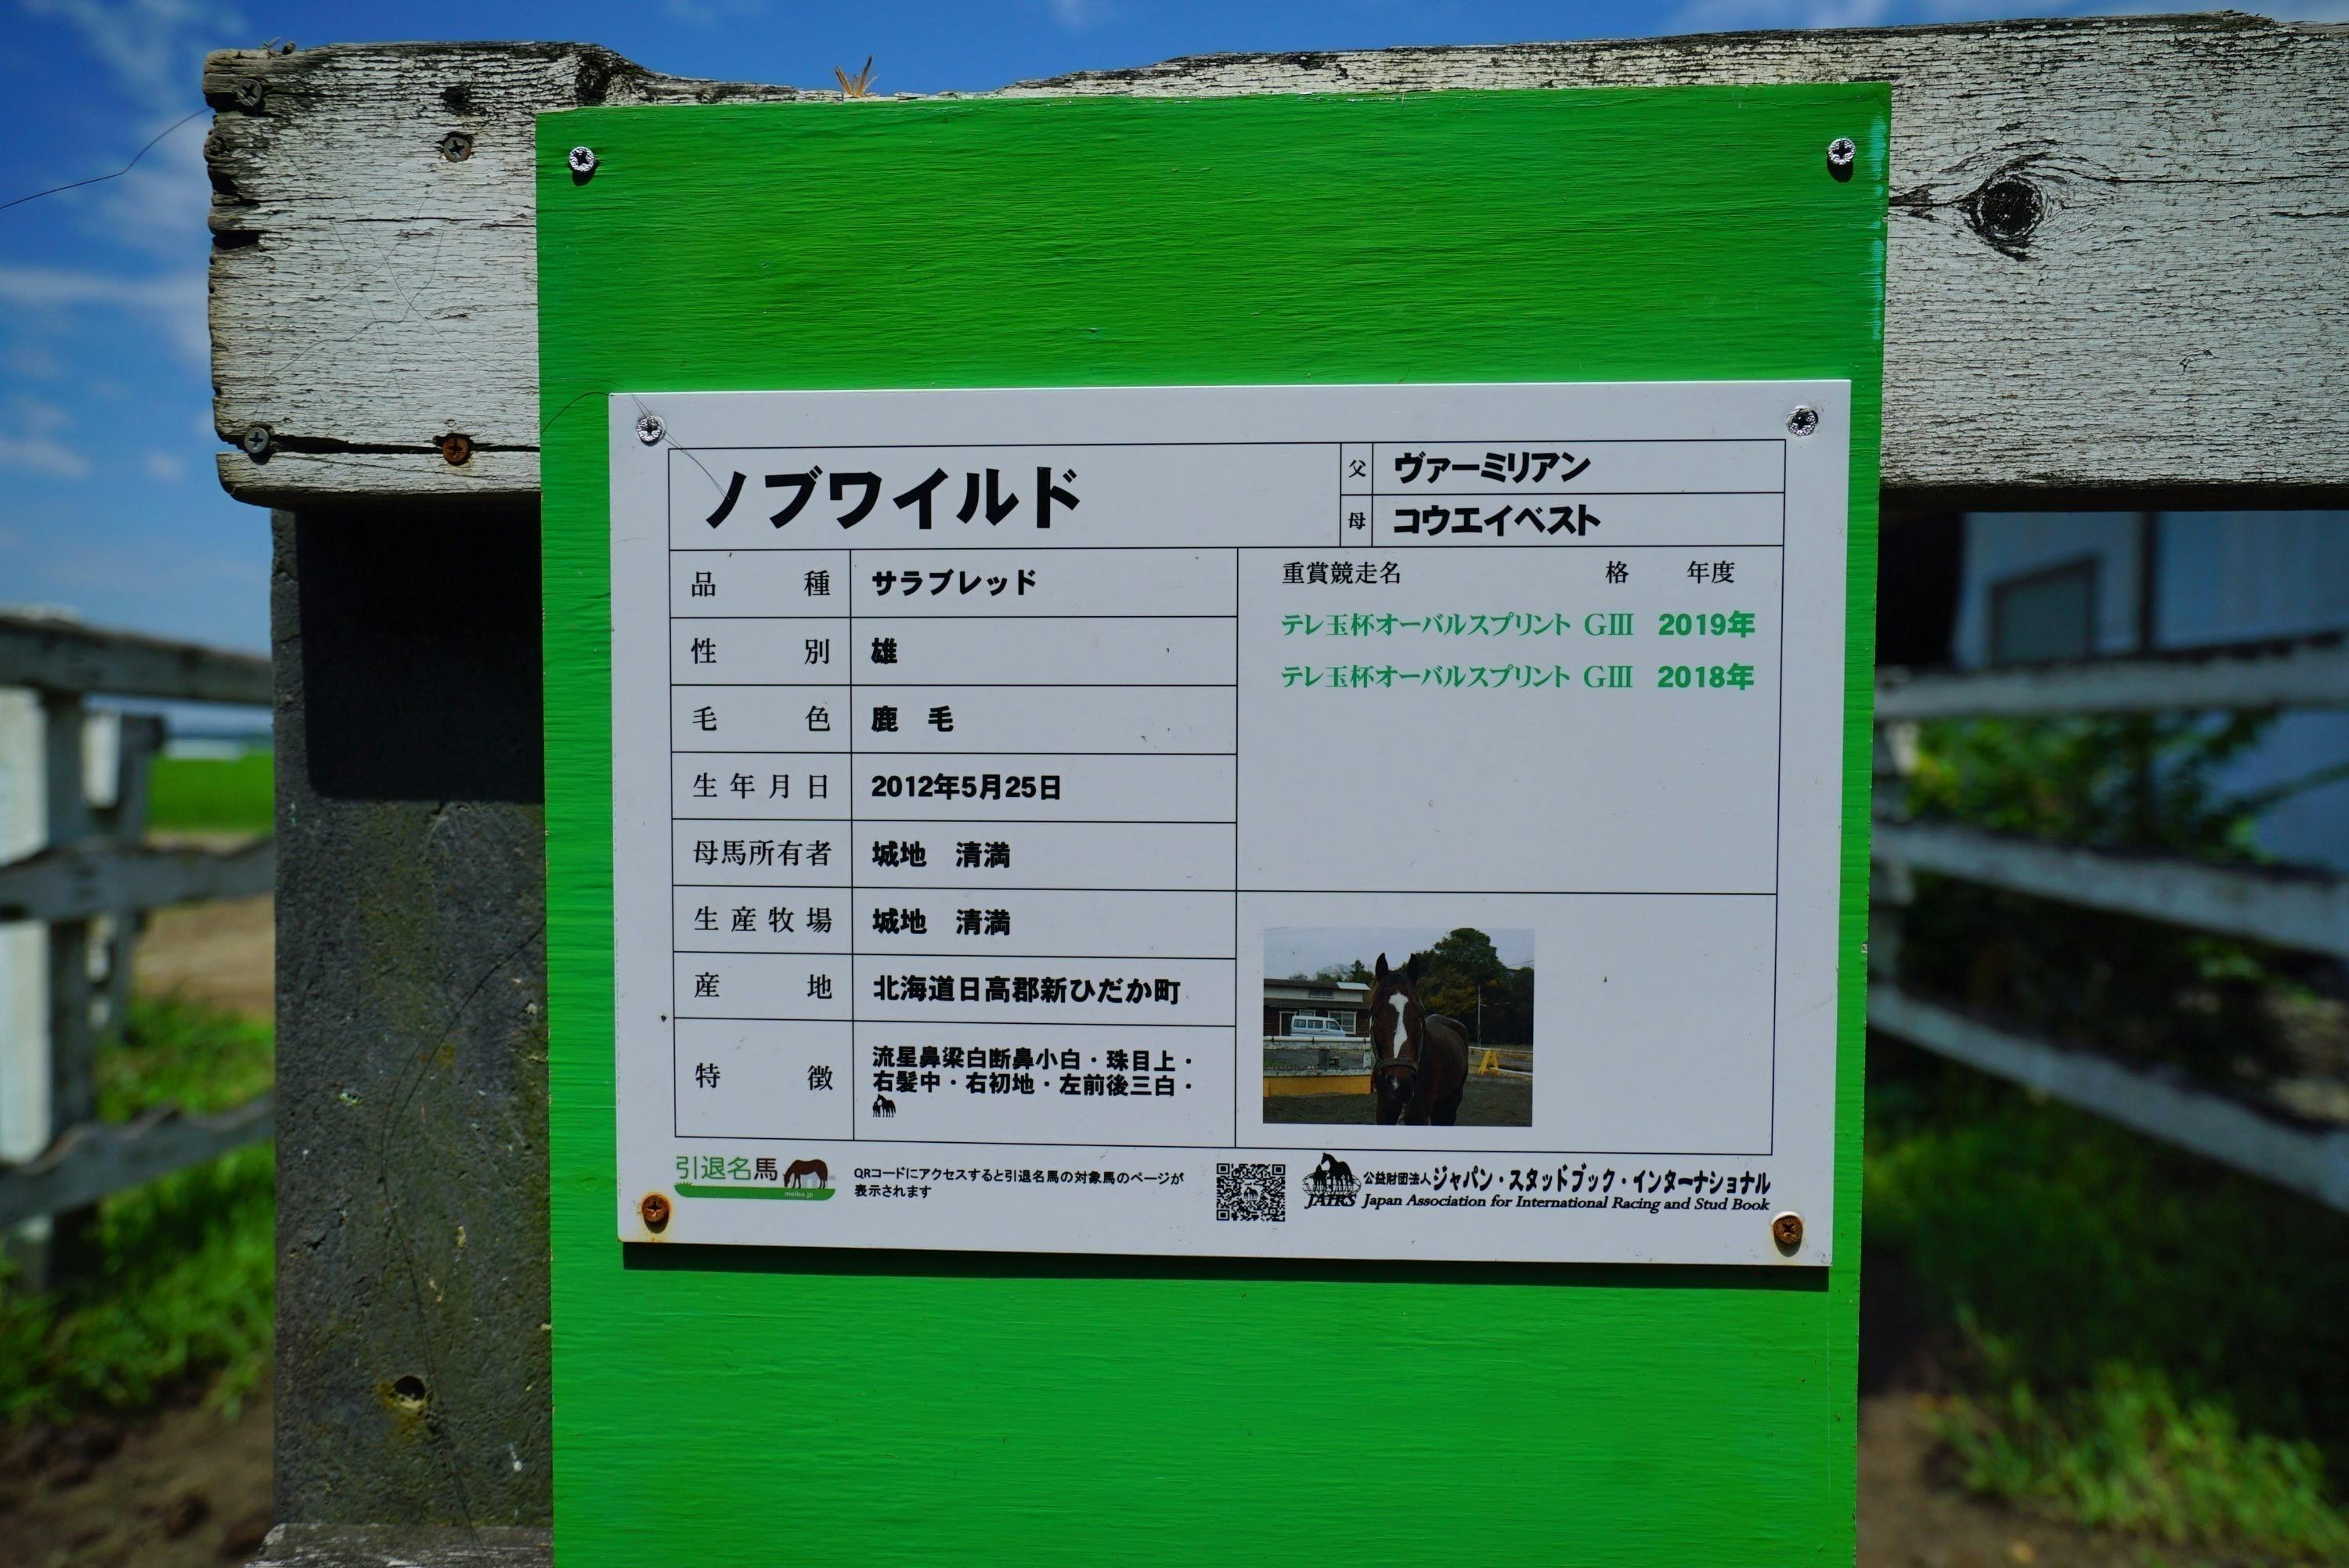 ノブワイルド
父 ヴァーミリアン
母 コウエイベスト
品種 サラブレッド
性別 雄
毛色 鹿 毛
生年月日 2012年5月25日
母馬所有者 城地 清満
生産牧場 城地 清満
産地 北海道日高郡新ひだか町
特徴 流星鼻梁白断鼻小白・珠目上・
右髪中・右初地・左前後三白・
重賞競走名 格 年度
テレ玉杯オーバルスプリント GⅢ 2019年
テレ玉杯オーバルスプリント GⅢ 2018年
引退名馬
meiba.jp
QRコードにアクセスすると引退名馬の対象馬のページが
表示されます
公益財団法人ジャパン・スタッドブック・インターナショナル
JAIRS Japan Association for International Racing and Stud Book